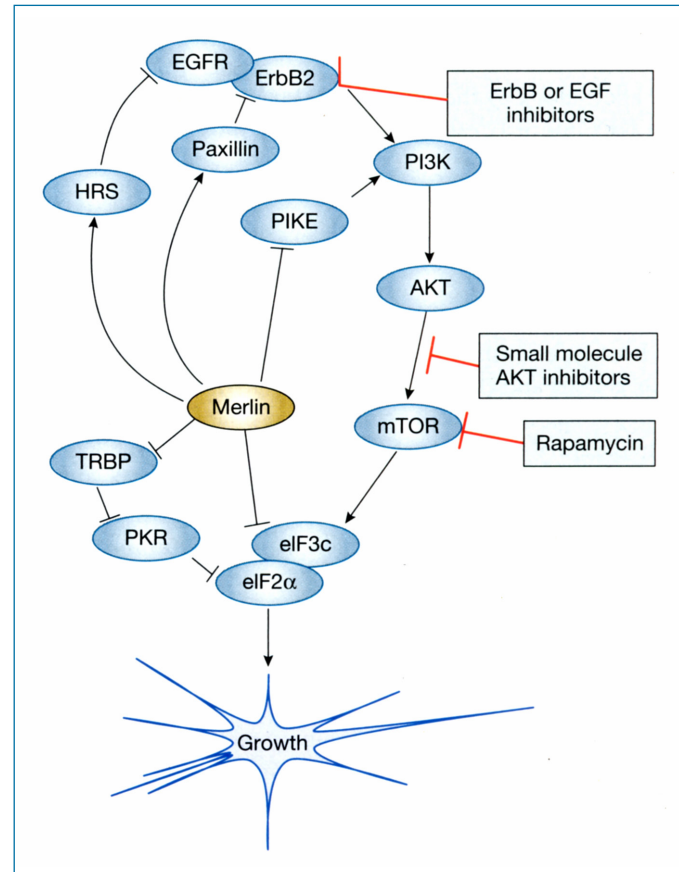 EGFR
ErbB2
ErbB or EGF
inhibitors
Paxillin
PI3K
HRS
PIKE
AKT
Small molecule
AKT inhibitors
Merlin
mTOR
Rapamycin
TRBP
PKR
eIF3c
eIF2α
Growth